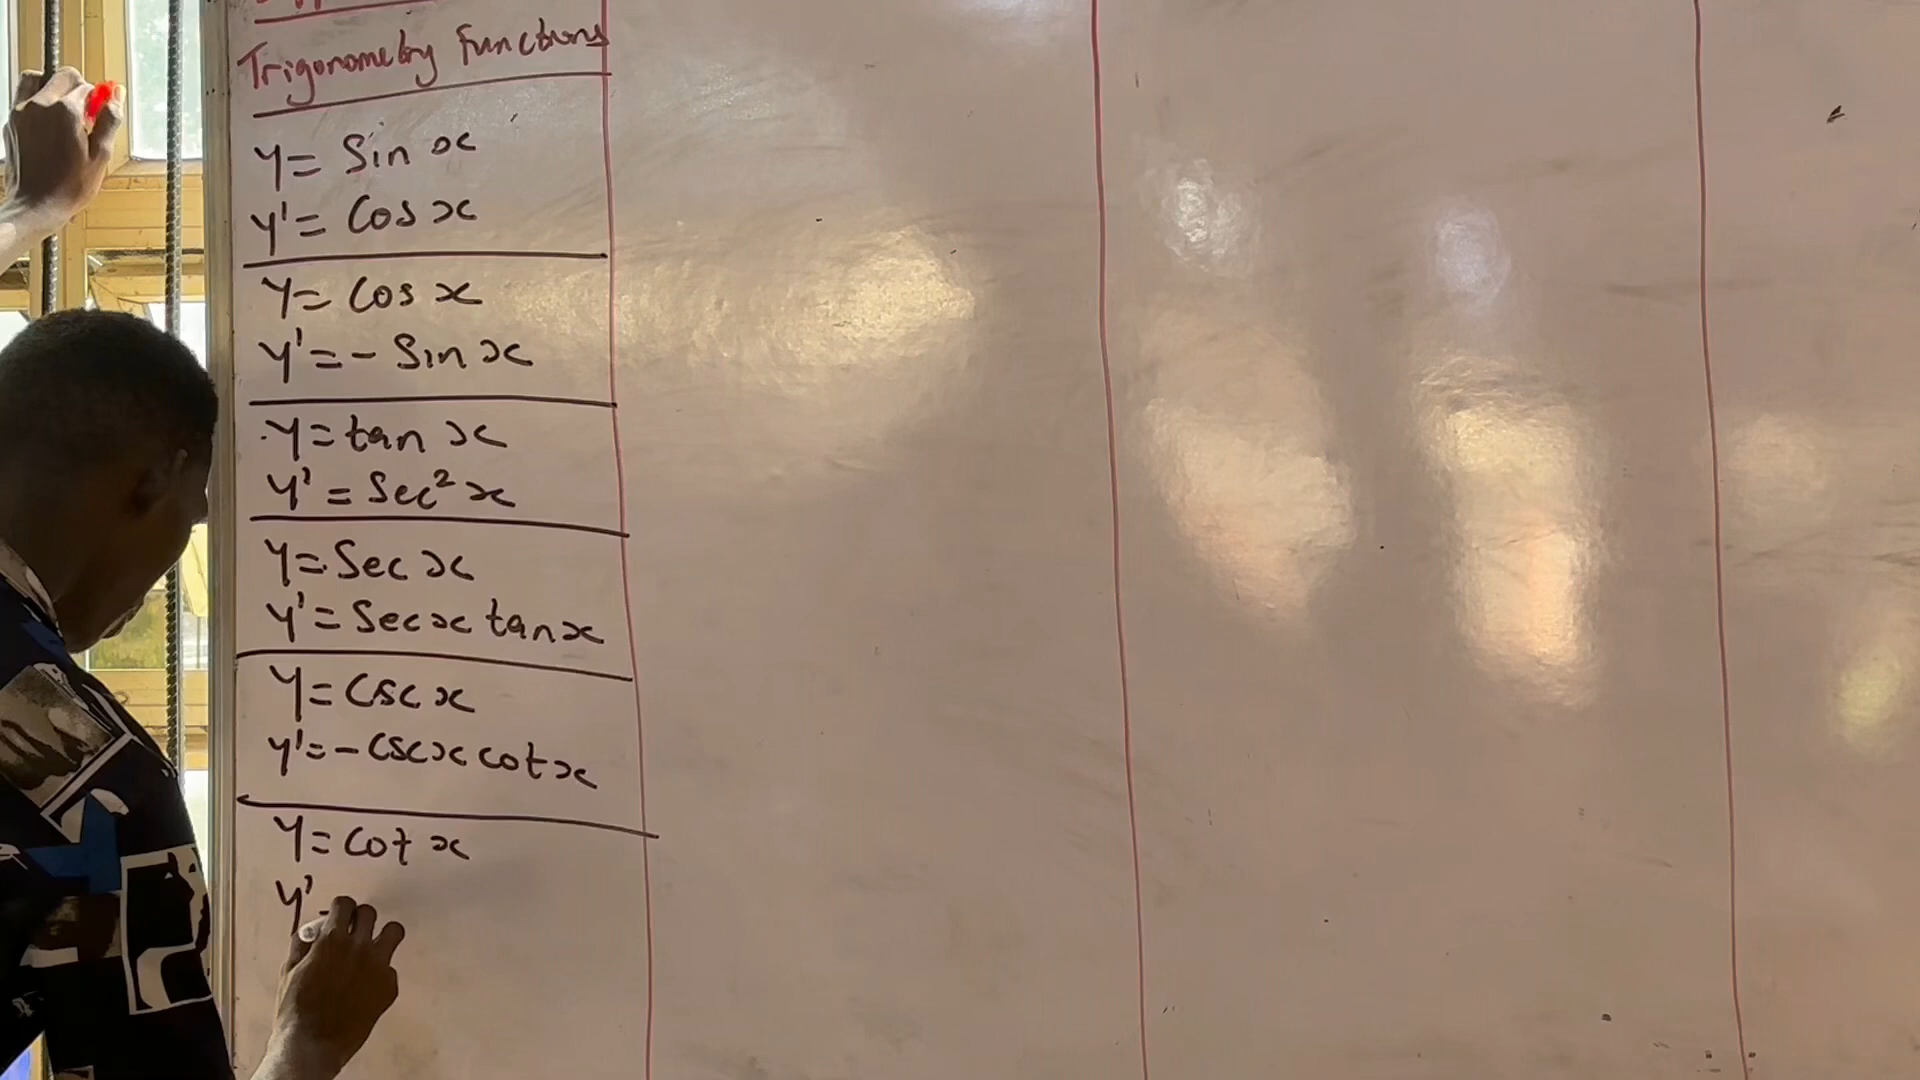 Trigonometry Functions
y = Sin x
y' = Cos x
y = Cos x
y' = - Sin x
y = tan x
y' = Sec² x
y = Sec x
y' = Sec x tan x
y = Csc x
y' = - Csc x cot x
y = Cot x
y' =